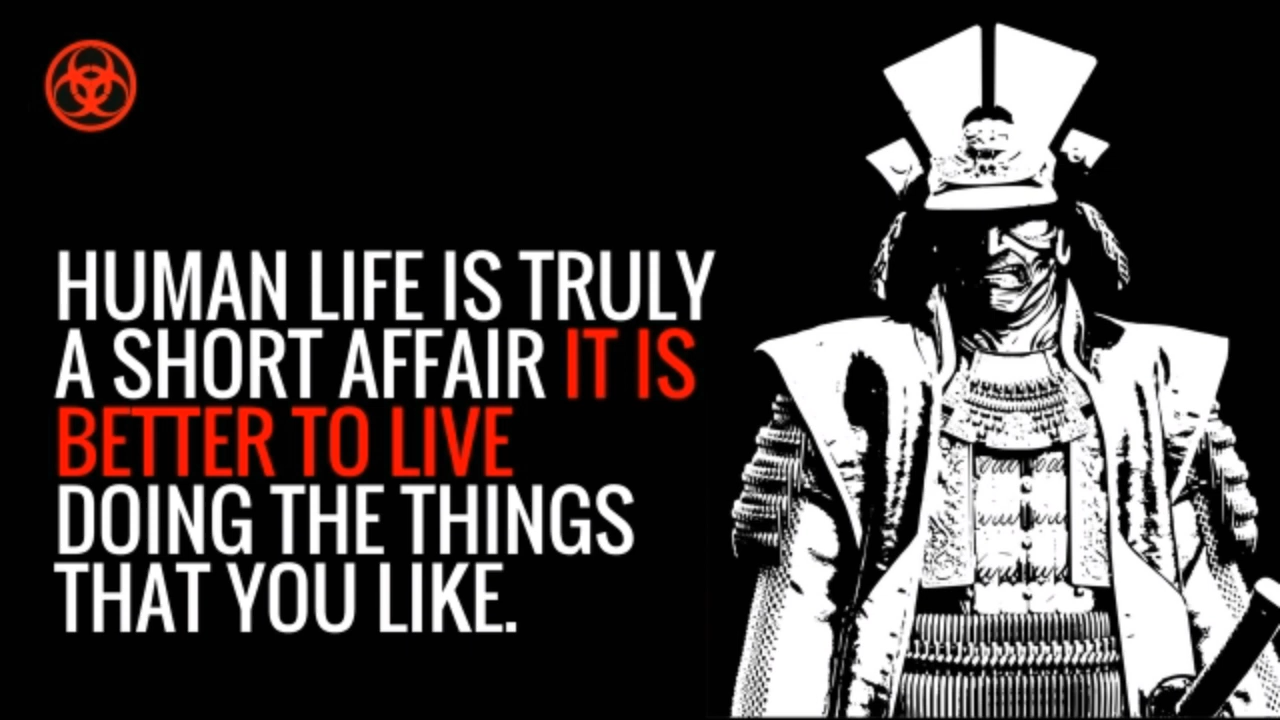 HUMAN LIFE IS TRULY
A SHORT AFFAIR IT IS
BETTER TO LIVE
DOING THE THINGS
THAT YOU LIKE.